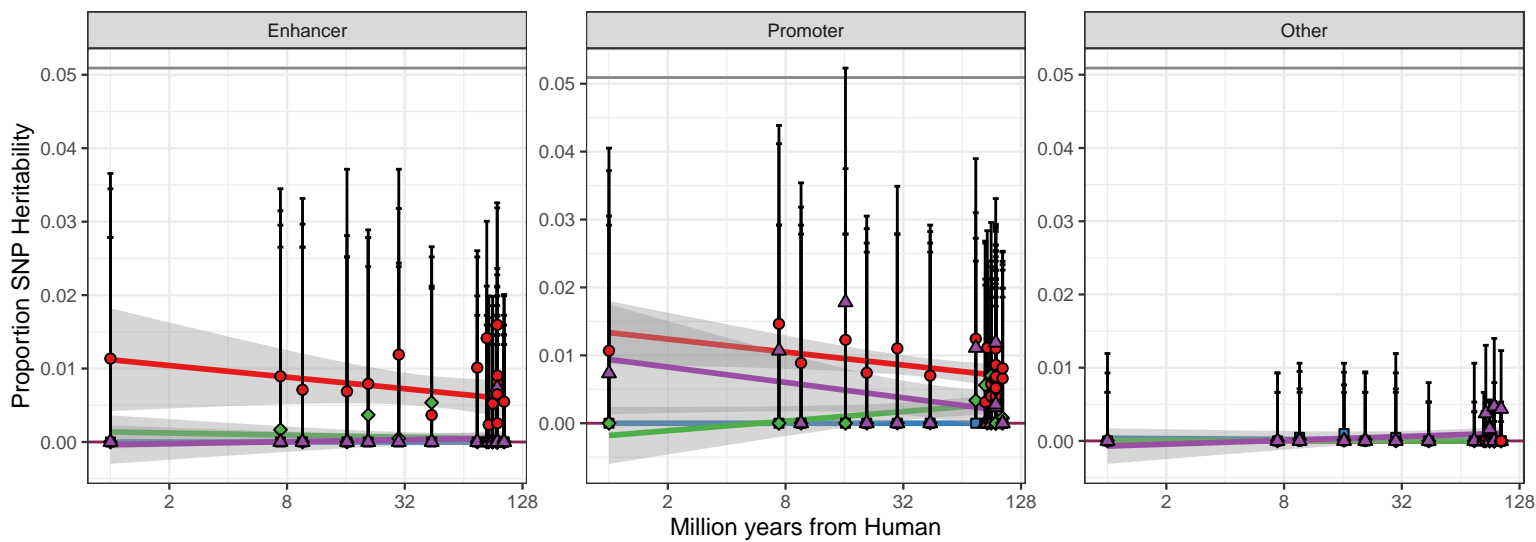 Enhancer Promoter Other
Proportion SNP Heritability
0.05 0.05 0.05
0.04 0.04 0.04
0.03 0.03 0.03
0.02 0.02 0.02
0.01 0.01 0.01
0.00 0.00 0.00
2 8 32 128 2 8 32 128 2 8 32 128
Million years from Human